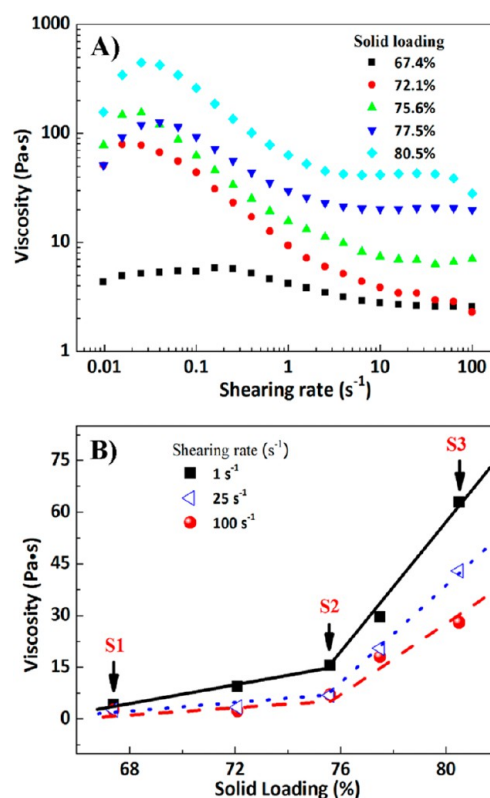 A)
Solid loading
67.4%
72.1%
75.6%
77.5%
80.5%
1000
100
10
1
Viscosity (Pa•s)
0.01 0.1 1 10 100
Shearing rate (s⁻¹)
B)
Shearing rate (s⁻¹)
1 s⁻¹
25 s⁻¹
100 s⁻¹
S1
S2
S3
75
60
45
30
15
0
Viscosity (Pa•s)
68 72 76 80
Solid Loading (%)